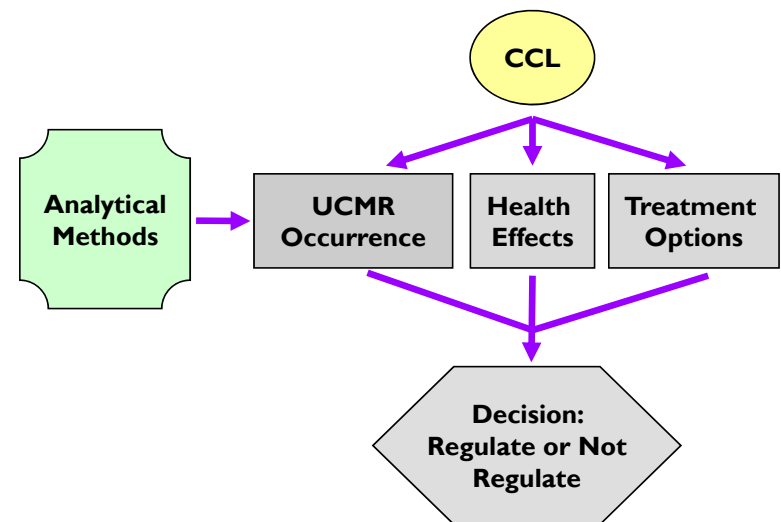 CCL
Analytical
Methods
UCMR
Occurrence
Health
Effects
Treatment
Options
Decision:
Regulate or Not
Regulate